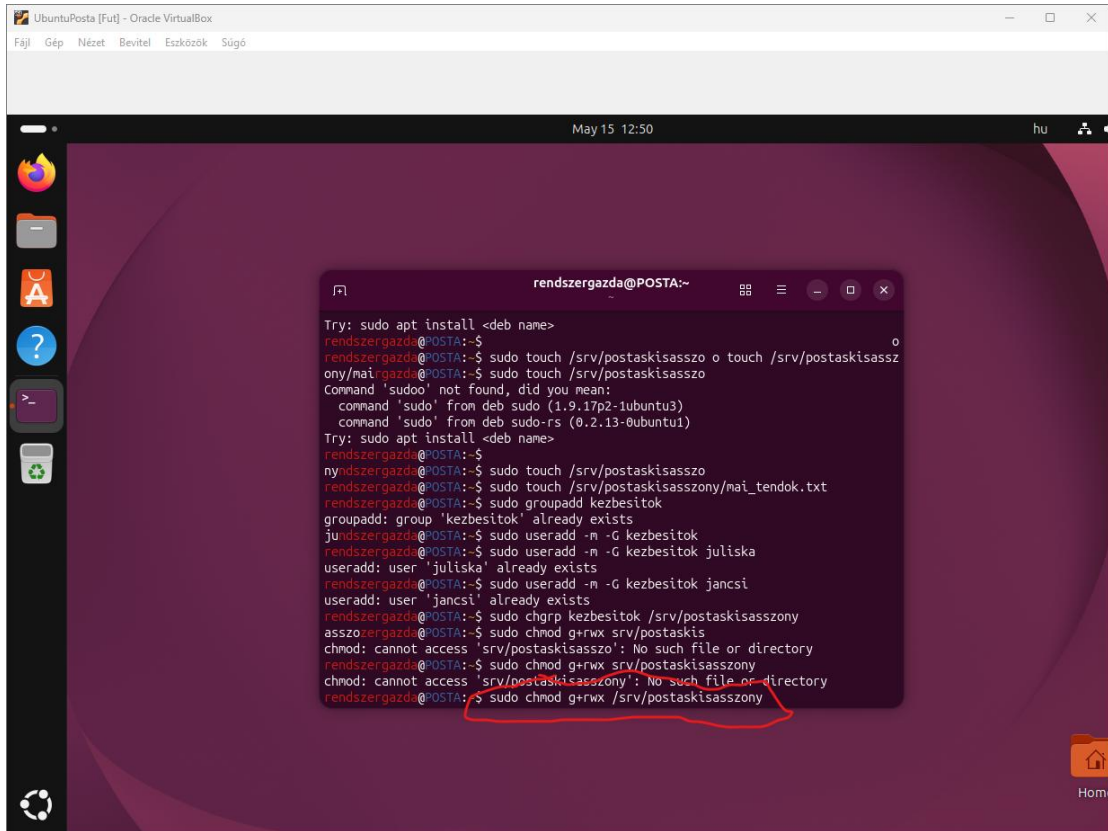 UbuntuPosta [Fut] - Oracle VirtualBox
Fájl Gép Nézet Bevitel Eszközök Súgó
May 15 12:50
hu
rendszergazda@POSTA:~
~
Try: sudo apt install <deb name>
rendszergazda@POSTA:~$ o
rendszergazda@POSTA:~$ sudo touch /srv/postaskisasszo o touch /srv/postaskisassz
ony/mairgazda@POSTA:~$ sudo touch /srv/postaskisasszo
Command 'sudoo' not found, did you mean:
command 'sudo' from deb sudo (1.9.17p2-1ubuntu3)
command 'sudo' from deb sudo-rs (0.2.13-0ubuntu1)
Try: sudo apt install <deb name>
rendszergazda@POSTA:~$
nyndszergazda@POSTA:~$ sudo touch /srv/postaskisasszo
rendszergazda@POSTA:~$ sudo touch /srv/postaskisasszony/mai_tendok.txt
rendszergazda@POSTA:~$ sudo groupadd kezbesitok
groupadd: group 'kezbesitok' already exists
jundszergazda@POSTA:~$ sudo useradd -m -G kezbesitok
rendszergazda@POSTA:~$ sudo useradd -m -G kezbesitok juliska
useradd: user 'juliska' already exists
rendszergazda@POSTA:~$ sudo useradd -m -G kezbesitok jancsi
useradd: user 'jancsi' already exists
rendszergazda@POSTA:~$ sudo chgrp kezbesitok /srv/postaskisasszony
asszozergazda@POSTA:~$ sudo chmod g+rwx srv/postaskis
chmod: cannot access 'srv/postaskisasszo': No such file or directory
rendszergazda@POSTA:~$ sudo chmod g+rwx srv/postaskisasszony
chmod: cannot access 'srv/postaskisasszony': No such file or directory
rendszergazda@POSTA:~$ sudo chmod g+rwx /srv/postaskisasszony
Home